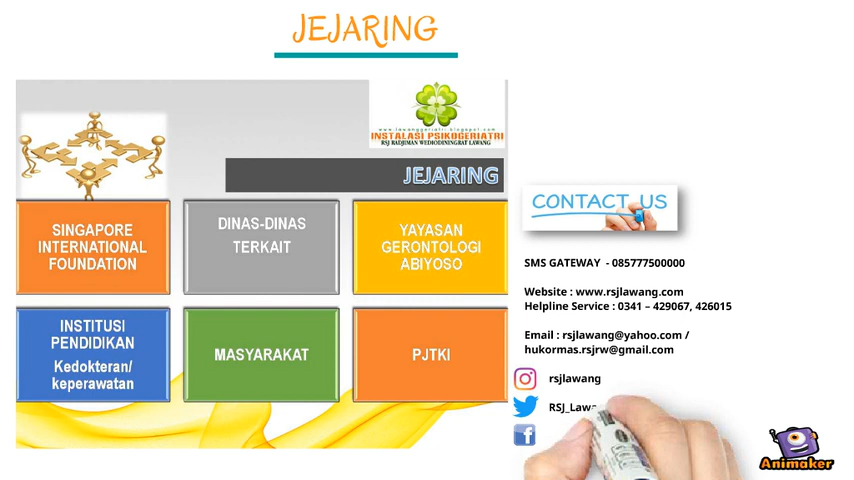 JEJARING
www.lawanggeriatri.blogspot.com
INSTALASI PSIKOGERIATRI
RSJ RADJIMAN WEDIODININGRAT LAWANG
JEJARING
SINGAPORE
INTERNATIONAL
FOUNDATION
DINAS-DINAS
TERKAIT
YAYASAN
GERONTOLOGI
ABIYOSO
INSTITUSI
PENDIDIKAN
Kedokteran/
keperawatan
MASYARAKAT
PJTKI
CONTACT US
SMS GATEWAY - 085777500000
Website : www.rsjlawang.com
Helpline Service : 0341 – 429067, 426015
Email : rsjlawang@yahoo.com /
hukormas.rsjrw@gmail.com
rsjlawang
RSJ_Lawa
Animaker